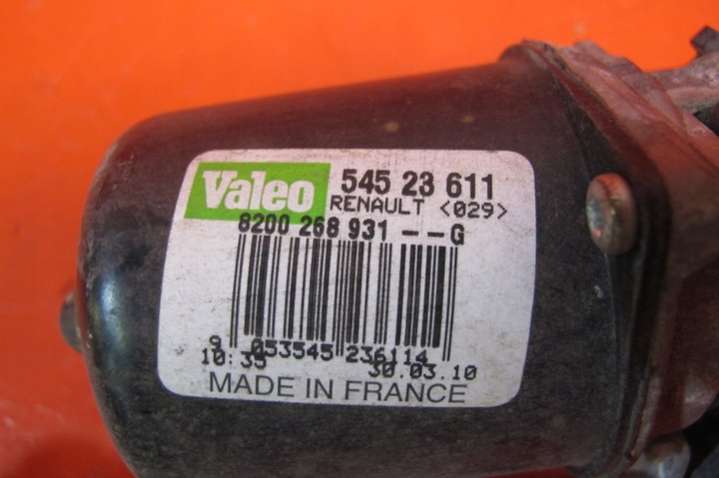 Valeo 545 23 611
RENAULT <029>
8200 268 931 --G
9 053545 236114
10:35 30.03.10
MADE IN FRANCE